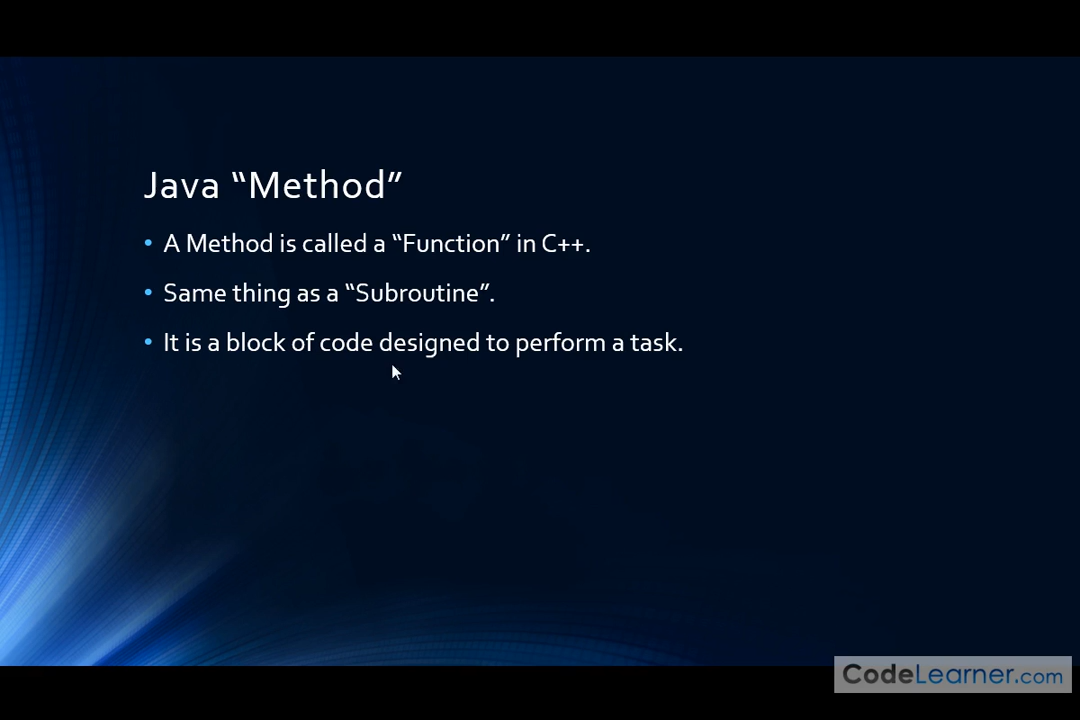 Java “Method”
• A Method is called a “Function” in C++.
• Same thing as a “Subroutine”.
• It is a block of code designed to perform a task.
CodeLearner.com